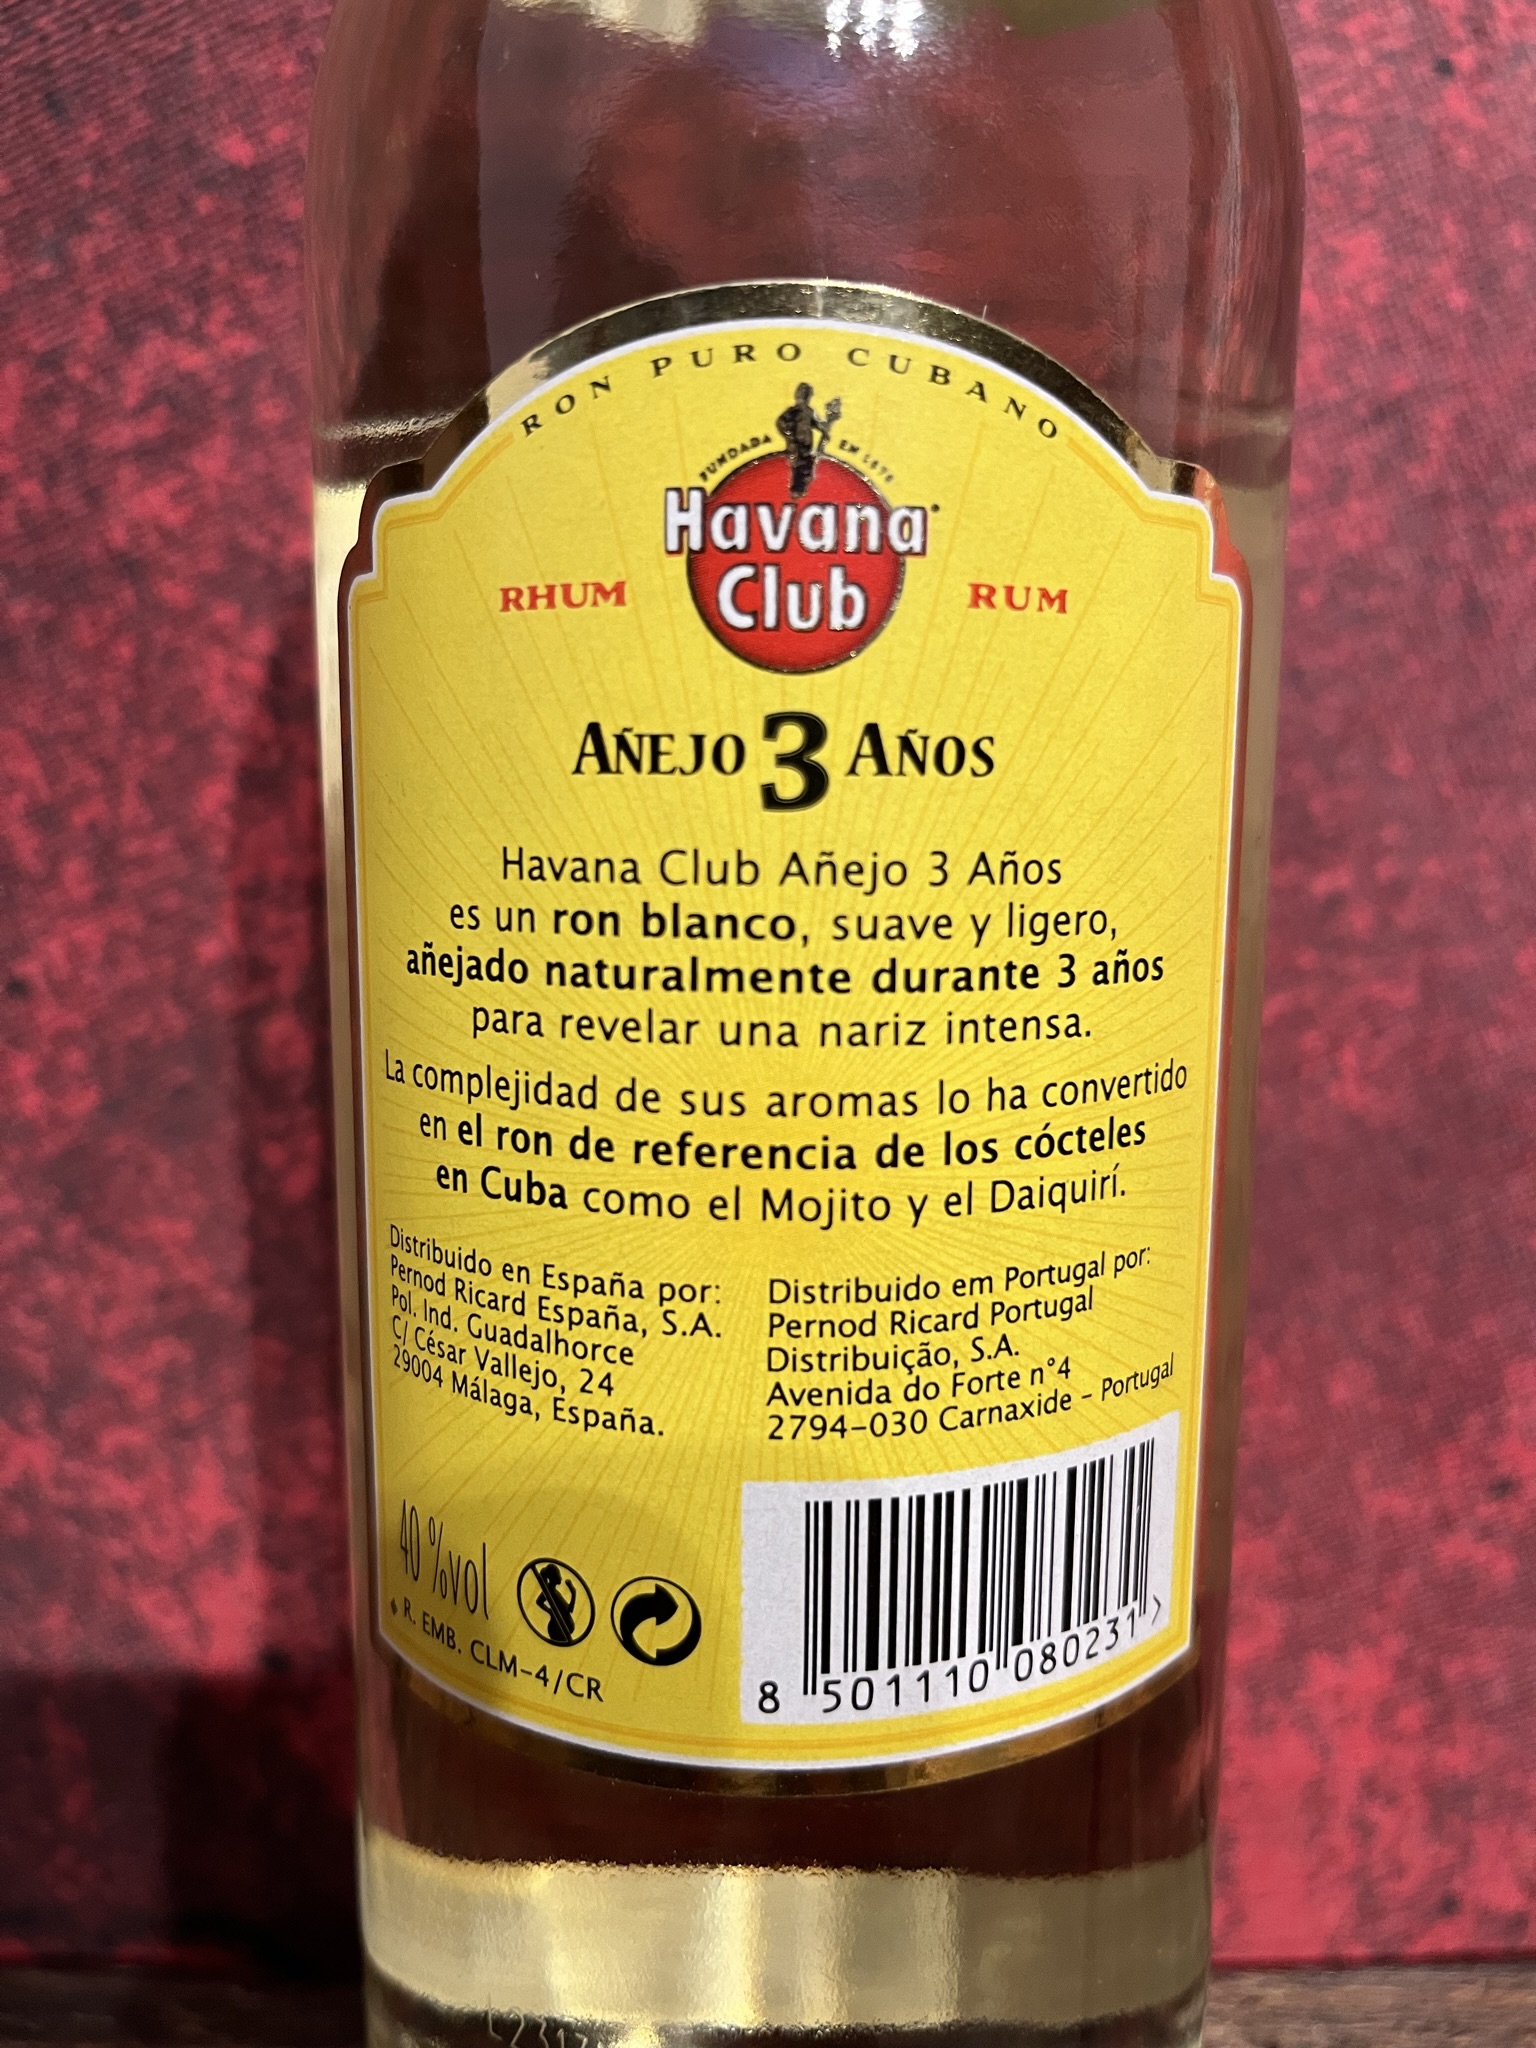 RON PURO CUBANO
FUNDADA EN 1878
Havana
Club
RHUM
RUM
AÑEJO 3 AÑOS
Havana Club Añejo 3 Años
es un ron blanco, suave y ligero,
añejado naturalmente durante 3 años
para revelar una nariz intensa.
La complejidad de sus aromas lo ha convertido
en el ron de referencia de los cócteles
en Cuba como el Mojito y el Daiquirí.
Distribuido en España por:
Pernod Ricard España, S.A.
Pol. Ind. Guadalhorce
C/ César Vallejo, 24
29004 Málaga, España.
Distribuido em Portugal por:
Pernod Ricard Portugal
Distribuição, S.A.
Avenida do Forte n°4
2794-030 Carnaxide - Portugal
40 %vol
R. EMB. CLM-4/CR
8 501110 080231 >